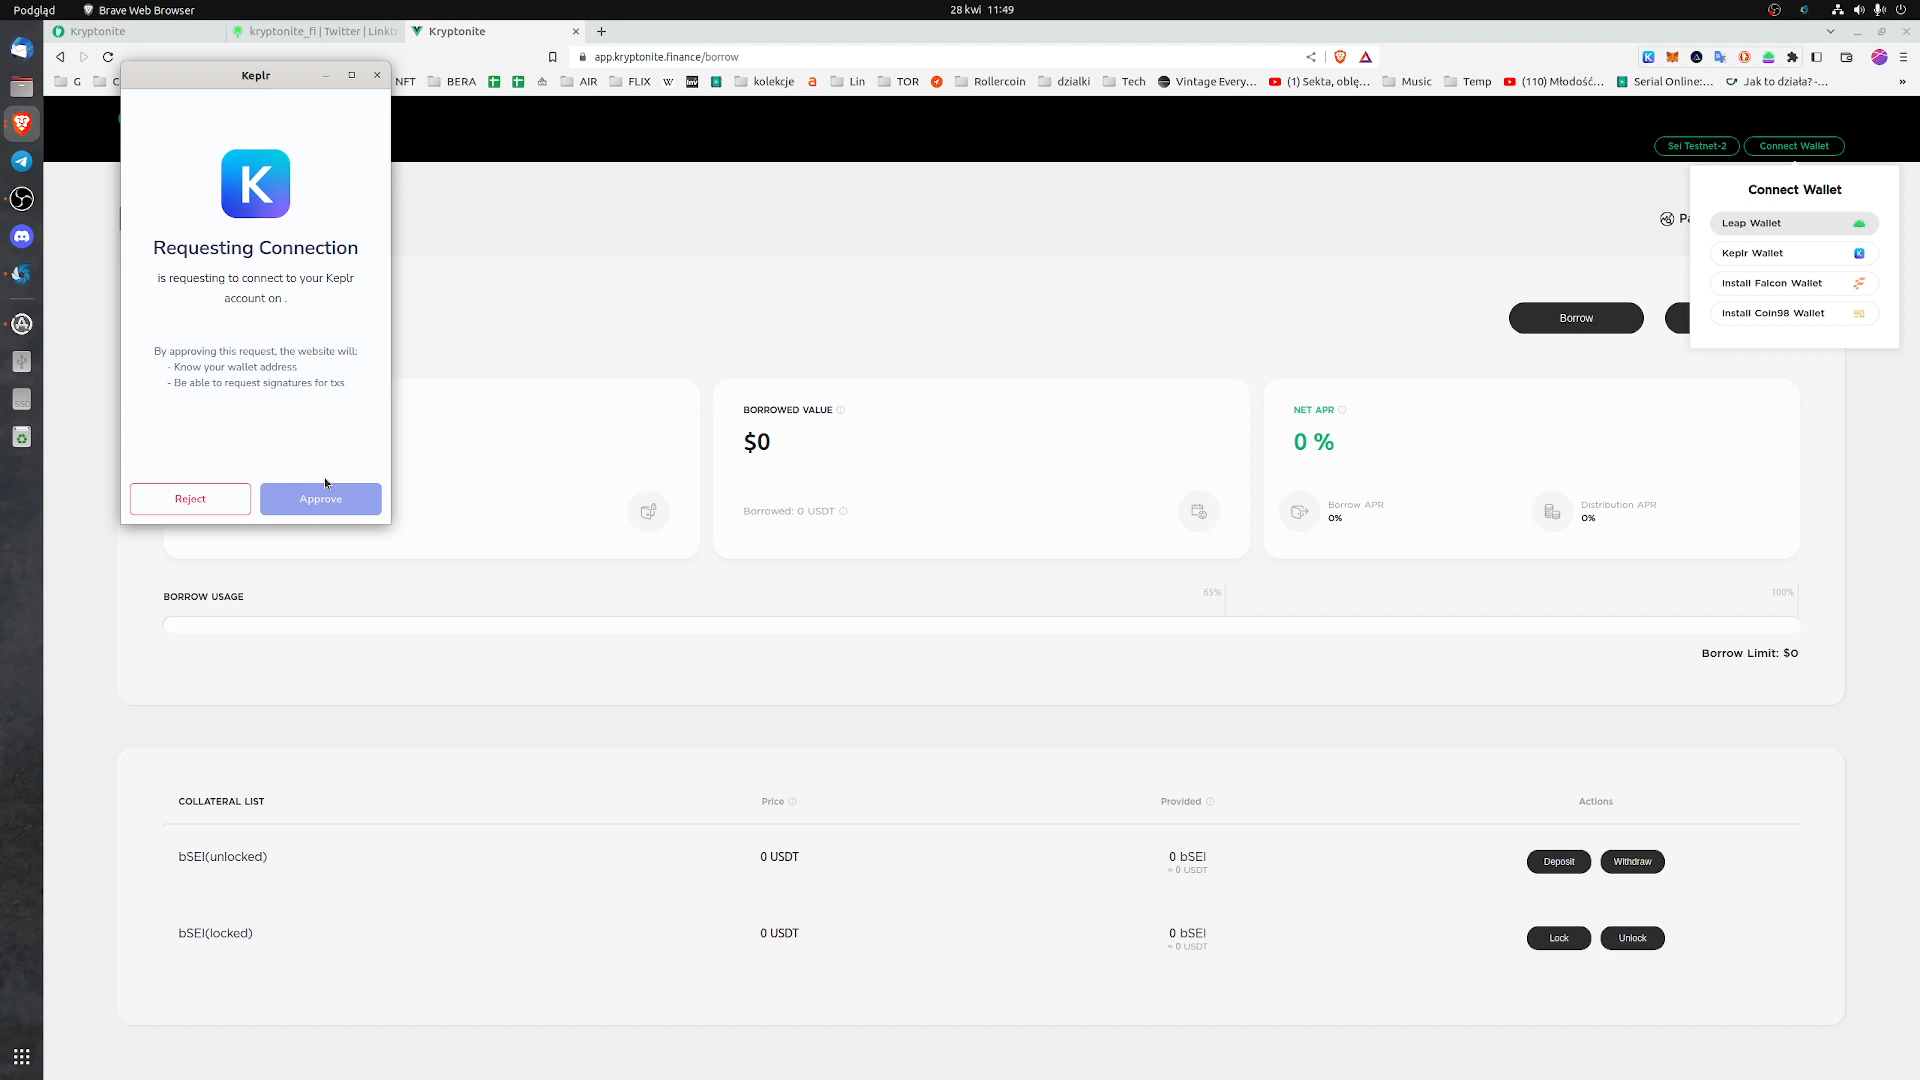 Podgląd
Brave Web Browser
28 kwi 11:49
Kryptonite
kryptonite_fi | Twitter | Linktr
Kryptonite
app.kryptonite.finance/borrow
G
NFT
BERA
AIR
FLIX
W
kolekcje
a
Lin
TOR
Rollercoin
dzialki
Tech
Vintage Every...
(1) Sekta, oblę...
Music
Temp
(110) Młodość...
Serial Online:...
Jak to działa? -...
Keplr
K
Requesting Connection
is requesting to connect to your Keplr
account on .
By approving this request, the website will:
- Know your wallet address
- Be able to request signatures for txs
Reject
Approve
Sei Testnet-2
Connect Wallet
Connect Wallet
Leap Wallet
Keplr Wallet
Install Falcon Wallet
Install Coin98 Wallet
Pa
Borrow
BORROWED VALUE
$0
Borrowed: 0 USDT
NET APR
0 %
Borrow APR
0%
Distribution APR
0%
BORROW USAGE
65%
100%
Borrow Limit: $0
COLLATERAL LIST
Price
Provided
Actions
bSEI(unlocked)
0 USDT
0 bSEI
≈ 0 USDT
Deposit
Withdraw
bSEI(locked)
0 USDT
0 bSEI
≈ 0 USDT
Lock
Unlock
SSD